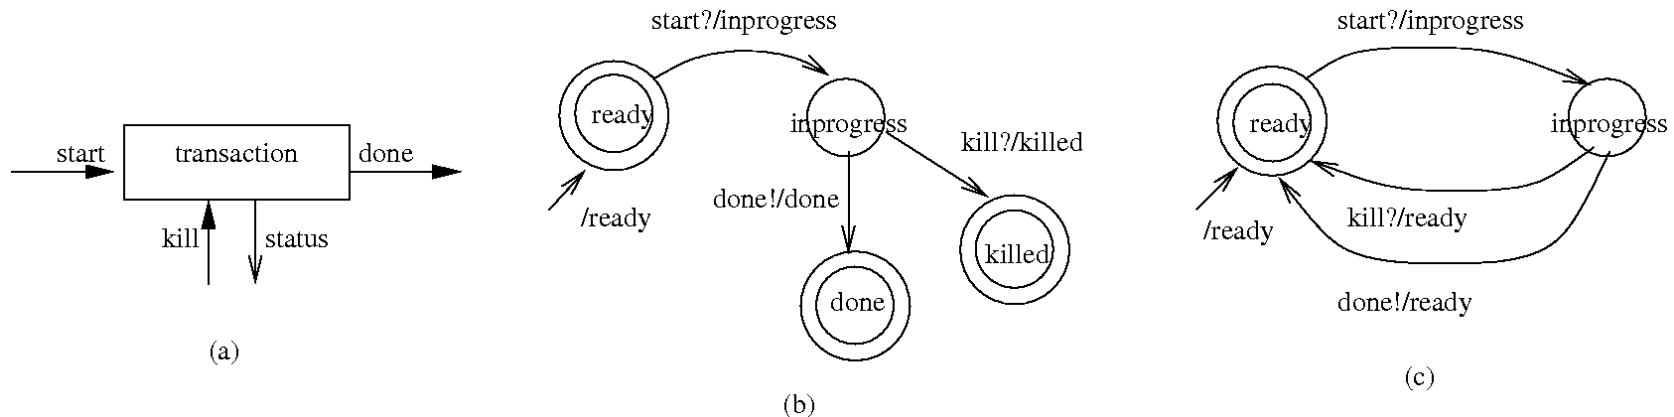 start
transaction
done
kill
status
(a)
start?/inprogress
ready
inprogress
kill?/killed
done!/done
/ready
killed
done
(b)
start?/inprogress
ready
inprogress
kill?/ready
/ready
done!/ready
(c)